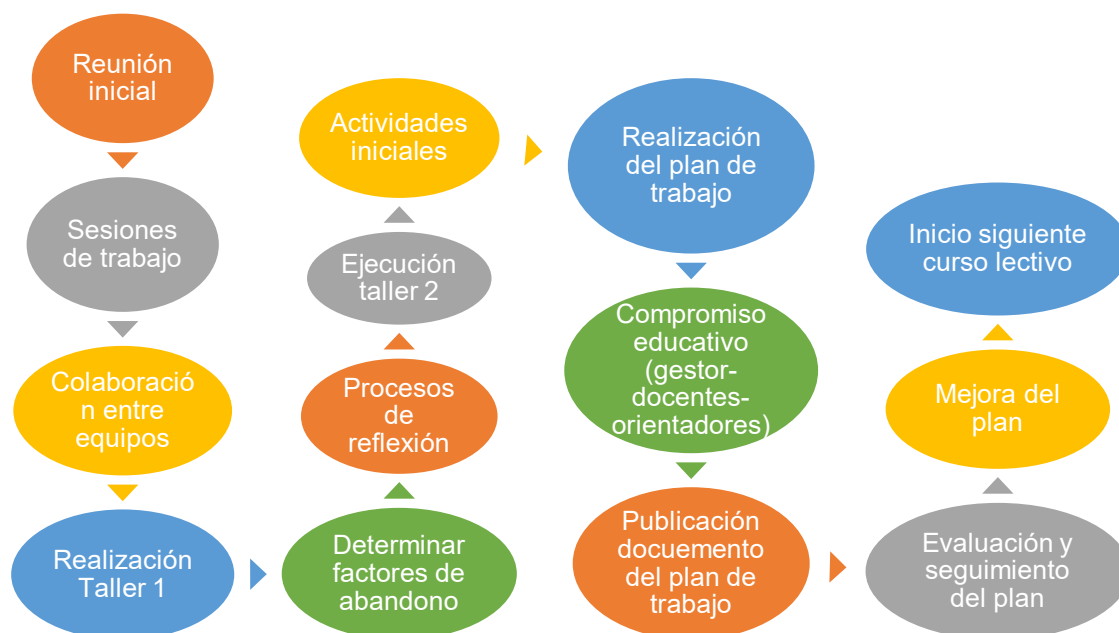 Reunión
inicial
Sesiones
de trabajo
Colaboració
n entre
equipos
Realización
Taller 1
Determinar
factores de
abandono
Procesos
de
reflexión
Ejecución
taller 2
Actividades
iniciales
Realización
del plan de
trabajo
Compromiso
educativo
(gestor-
docentes-
orientadores)
Publicación
docuemento
del plan de
trabajo
Evaluación y
seguimiento
del plan
Mejora del
plan
Inicio siguiente
curso lectivo